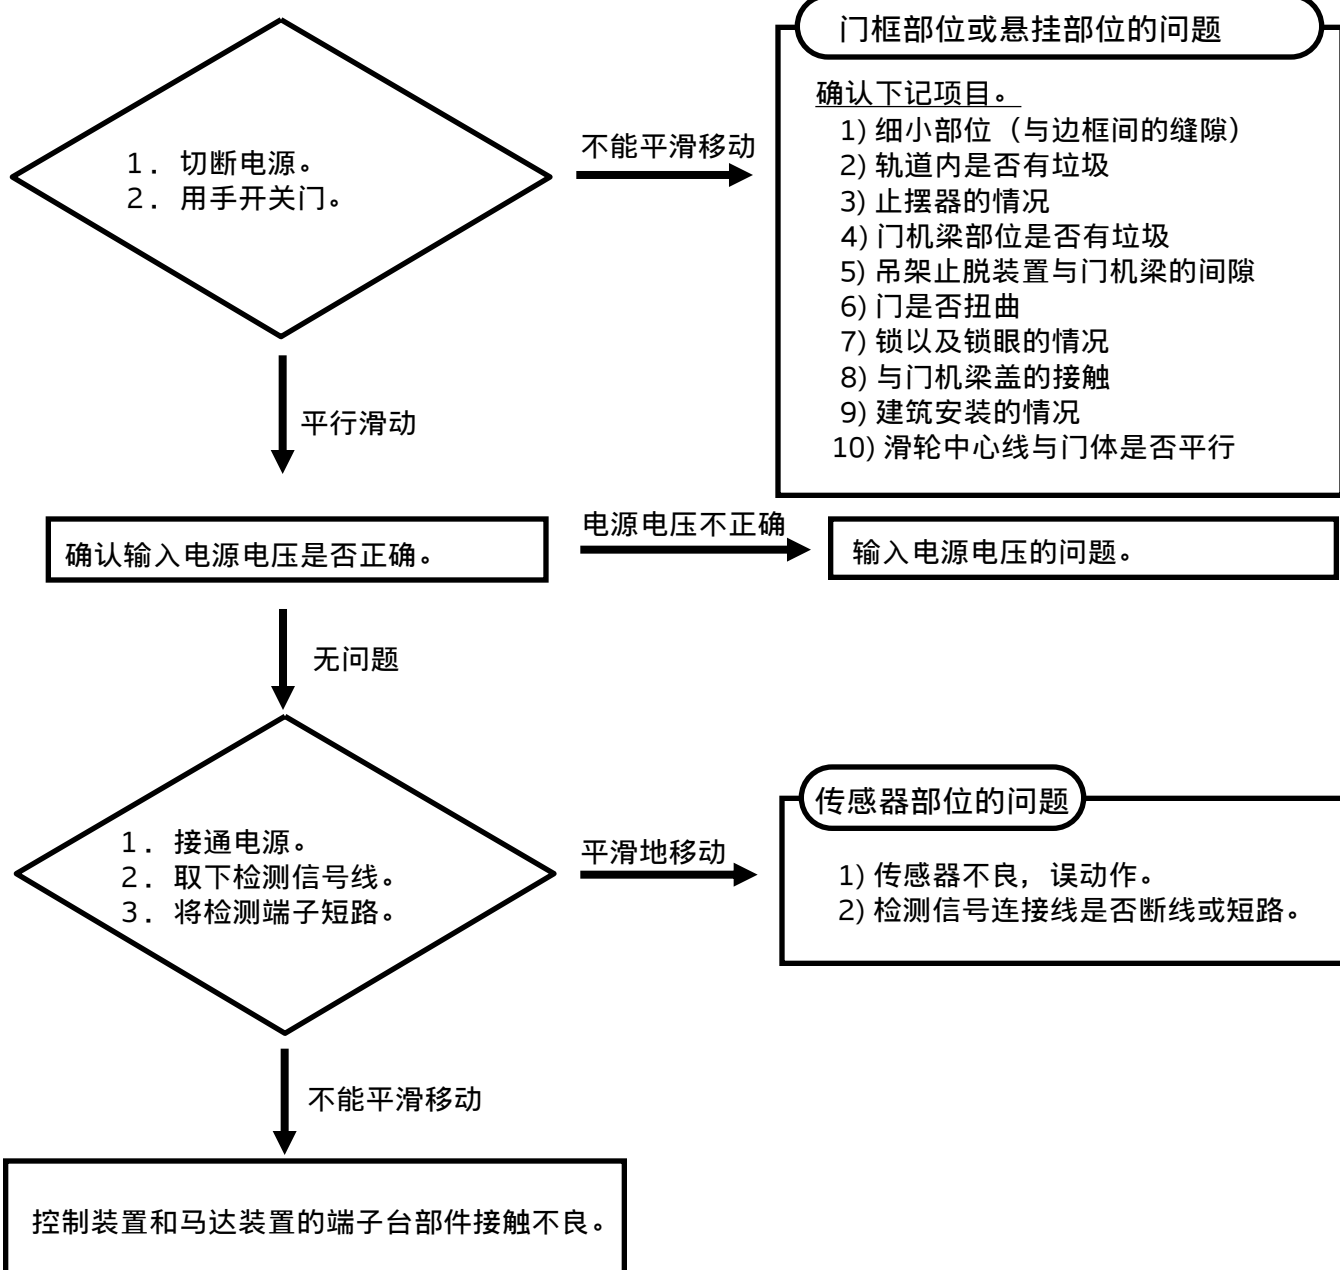 门框部位或悬挂部位的问题
确认下记项目。
1) 细小部位（与边框间的缝隙）
2) 轨道内是否有垃圾
3) 止摆器的情况
4) 门机梁部位是否有垃圾
5) 吊架止脱装置与门机梁的间隙
6) 门是否扭曲
7) 锁以及锁眼的情况
8) 与门机梁盖的接触
9) 建筑安装的情况
10) 滑轮中心线与门体是否平行
1. 切断电源。
2. 用手开关门。
不能平滑移动
平行滑动
确认输入电源电压是否正确。
电源电压不正确
输入电源电压的问题。
无问题
1. 接通电源。
2. 取下检测信号线。
3. 将检测端子短路。
平滑地移动
传感器部位的问题
1) 传感器不良，误动作。
2) 检测信号连接线是否断线或短路。
不能平滑移动
控制装置和马达装置的端子台部件接触不良。